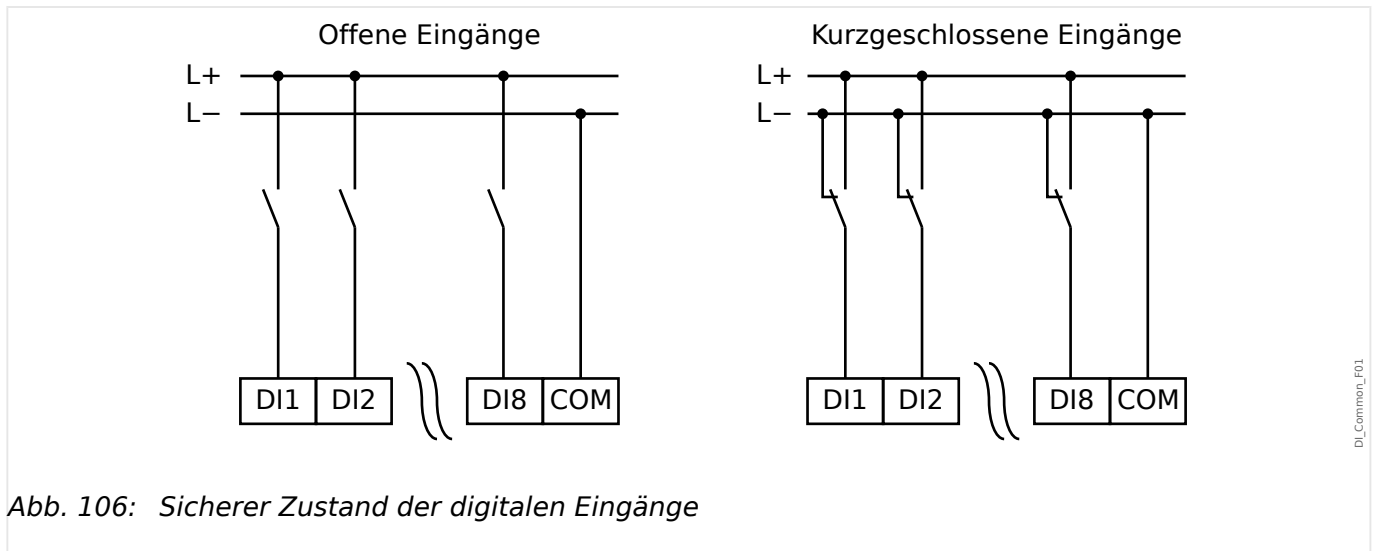 Offene Eingänge Kurzgeschlossene Eingänge
L+ L+
L− L−
DI1 DI2 DI8 COM DI1 DI2 DI8 COM
DI_Common_F01
Abb. 106: Sicherer Zustand der digitalen Eingänge